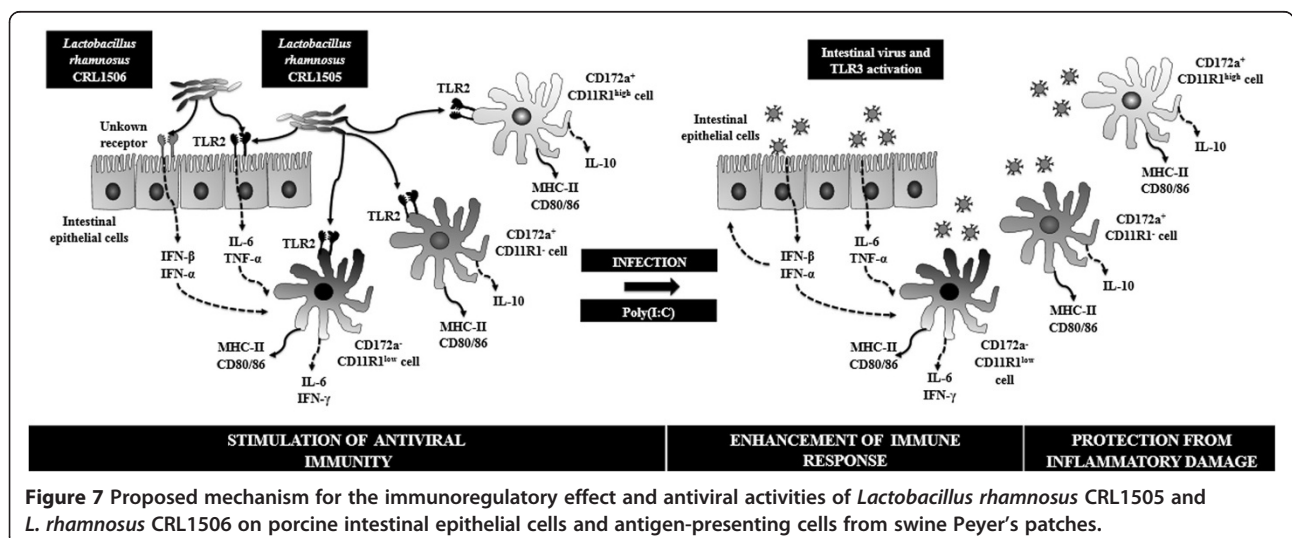 Lactobacillus
rhamnosus
CRL1506
Lactobacillus
rhamnosus
CRL1505
Unkown
receptor
TLR2
TLR2
CD172a⁺
CD11R1ʰⁱᵍʰ cell
IL-10
MHC-II
CD80/86
Intestinal
epithelial cells
IFN-β
IFN-α
IL-6
TNF-α
TLR2
TLR2
CD172a⁺
CD11R1⁻ cell
IL-10
MHC-II
CD80/86
MHC-II
CD80/86
CD172a⁻
CD11R1ˡᵒʷ cell
IL-6
IFN-γ
INFECTION
Poly(I:C)
Intestinal virus and
TLR3 activation
Intestinal
epithelial cells
CD172a⁺
CD11R1ʰⁱᵍʰ cell
IL-10
MHC-II
CD80/86
IFN-β
IFN-α
IL-6
TNF-α
CD172a⁺
CD11R1⁻ cell
IL-10
MHC-II
CD80/86
MHC-II
CD80/86
CD172a⁻
CD11R1ˡᵒʷ
cell
IL-6
IFN-γ
STIMULATION OF ANTIVIRAL
IMMUNITY
ENHANCEMENT OF IMMUNE
RESPONSE
PROTECTION FROM
INFLAMMATORY DAMAGE
Figure 7 Proposed mechanism for the immunoregulatory effect and antiviral activities of Lactobacillus rhamnosus CRL1505 and
L. rhamnosus CRL1506 on porcine intestinal epithelial cells and antigen-presenting cells from swine Peyer's patches.